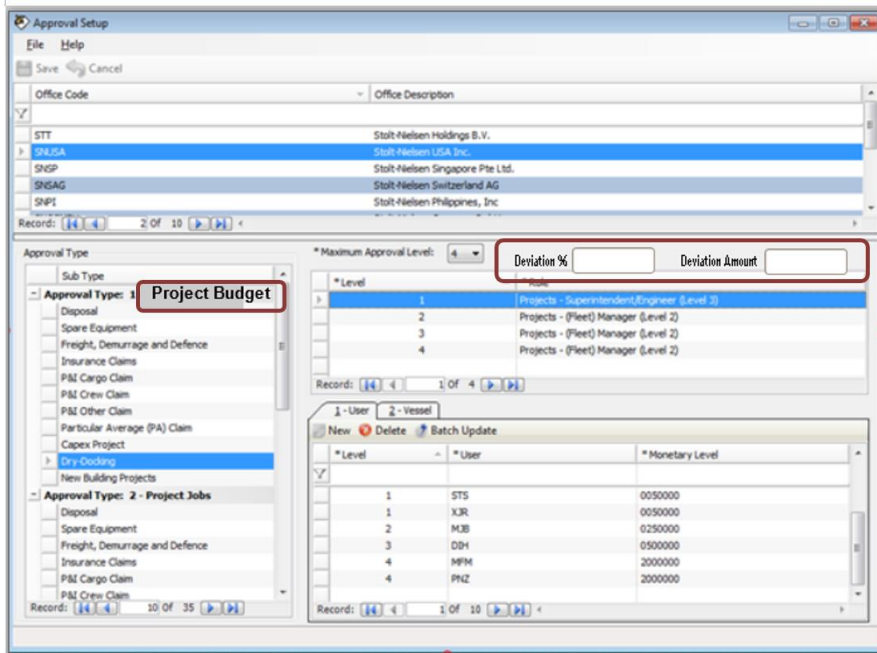 Approval Setup
File Help
Save Cancel
Office Code Office Description
STT Stolt-Nielsen Holdings B.V.
SNUSA Stolt-Nielsen USA Inc.
SNSP Stolt-Nielsen Singapore Pte Ltd.
SNSAG Stolt-Nielsen Switzerland AG
SNPI Stolt-Nielsen Philippines, Inc
Record: 2 Of 10
Approval Type
Sub Type
Approval Type: 1 Project Budget
Disposal
Spare Equipment
Freight, Demurrage and Defence
Insurance Claims
P&I Cargo Claim
P&I Crew Claim
P&I Other Claim
Particular Average (PA) Claim
Capex Project
Dry-Docking
New Building Projects
Approval Type: 2 - Project Jobs
Disposal
Spare Equipment
Freight, Demurrage and Defence
Insurance Claims
P&I Cargo Claim
P&I Crew Claim
Record: 10 Of 35
* Maximum Approval Level: 4 Deviation % Deviation Amount
* Level
1 Projects - Superintendent/Engineer (Level 3)
2 Projects - (Fleet) Manager (Level 2)
3 Projects - (Fleet) Manager (Level 2)
4 Projects - (Fleet) Manager (Level 2)
Record: 1 Of 4
1 - User 2 - Vessel
New Delete Batch Update
* Level * User * Monetary Level
1 STS 0050000
1 XJR 0050000
2 MJB 0250000
3 DIH 0500000
4 MFM 2000000
4 PNZ 2000000
Record: 1 Of 10